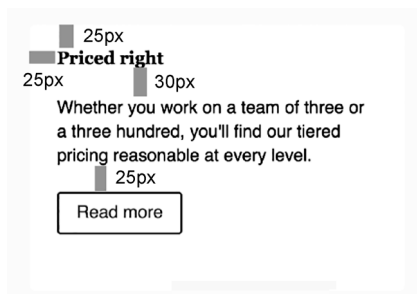 25px
Priced right
25px
30px
Whether you work on a team of three or
a three hundred, you'll find our tiered
pricing reasonable at every level.
25px
Read more